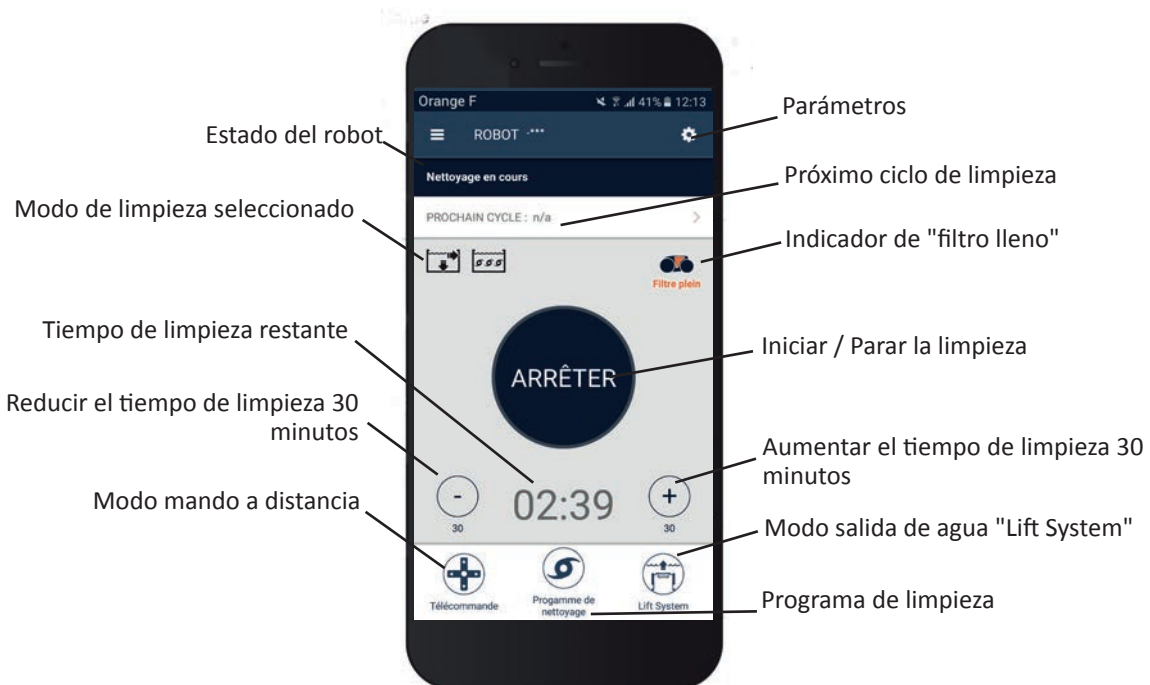 Orange F 41% 12:13
ROBOT -***
Nettoyage en cours
PROCHAIN CYCLE : n/a
Filtre plein
ARRÊTER
02:39
-
30
+
30
Télécommande
Progamme de
nettoyage
Lift System
Estado del robot
Modo de limpieza seleccionado
Tiempo de limpieza restante
Reducir el tiempo de limpieza 30
minutos
Modo mando a distancia
Parámetros
Próximo ciclo de limpieza
Indicador de "filtro lleno"
Iniciar / Parar la limpieza
Aumentar el tiempo de limpieza 30
minutos
Modo salida de agua "Lift System"
Programa de limpieza